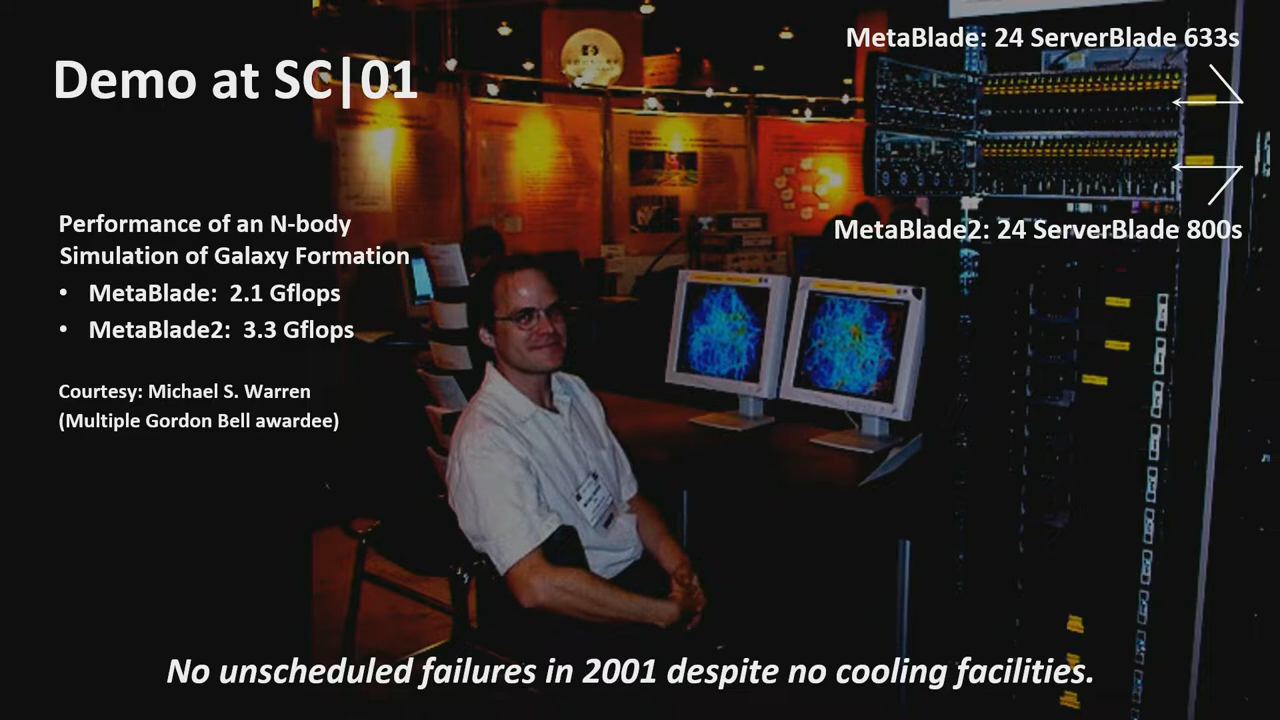 Demo at SC|01
MetaBlade: 24 ServerBlade 633s
MetaBlade2: 24 ServerBlade 800s
Performance of an N-body
Simulation of Galaxy Formation
• MetaBlade: 2.1 Gflops
• MetaBlade2: 3.3 Gflops
Courtesy: Michael S. Warren
(Multiple Gordon Bell awardee)
No unscheduled failures in 2001 despite no cooling facilities.